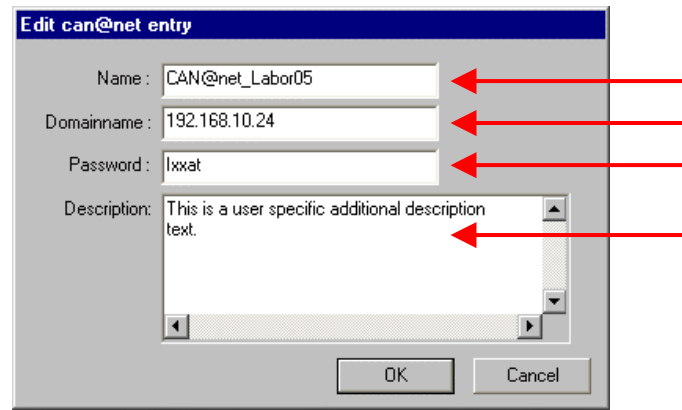 Edit can@net entry
Name : CAN@net_Labor05
Domainname : 192.168.10.24
Password : Ixxat
Description: This is a user specific additional description
text.
OK Cancel